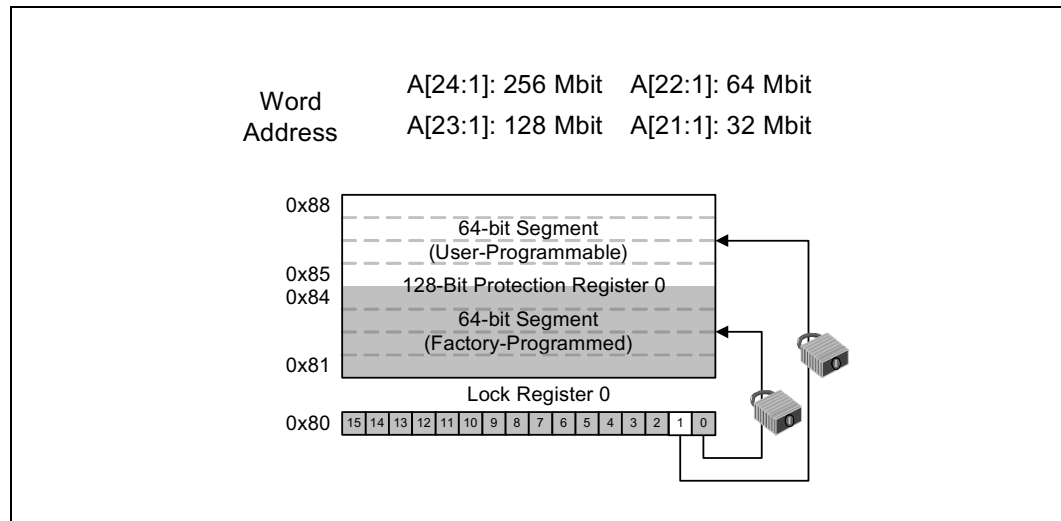 Word
Address
A[24:1]: 256 Mbit A[22:1]: 64 Mbit
A[23:1]: 128 Mbit A[21:1]: 32 Mbit
0x88
64-bit Segment
(User-Programmable)
0x85
128-Bit Protection Register 0
0x84
64-bit Segment
(Factory-Programmed)
0x81
Lock Register 0
0x80 15 14 13 12 11 10 9 8 7 6 5 4 3 2 1 0